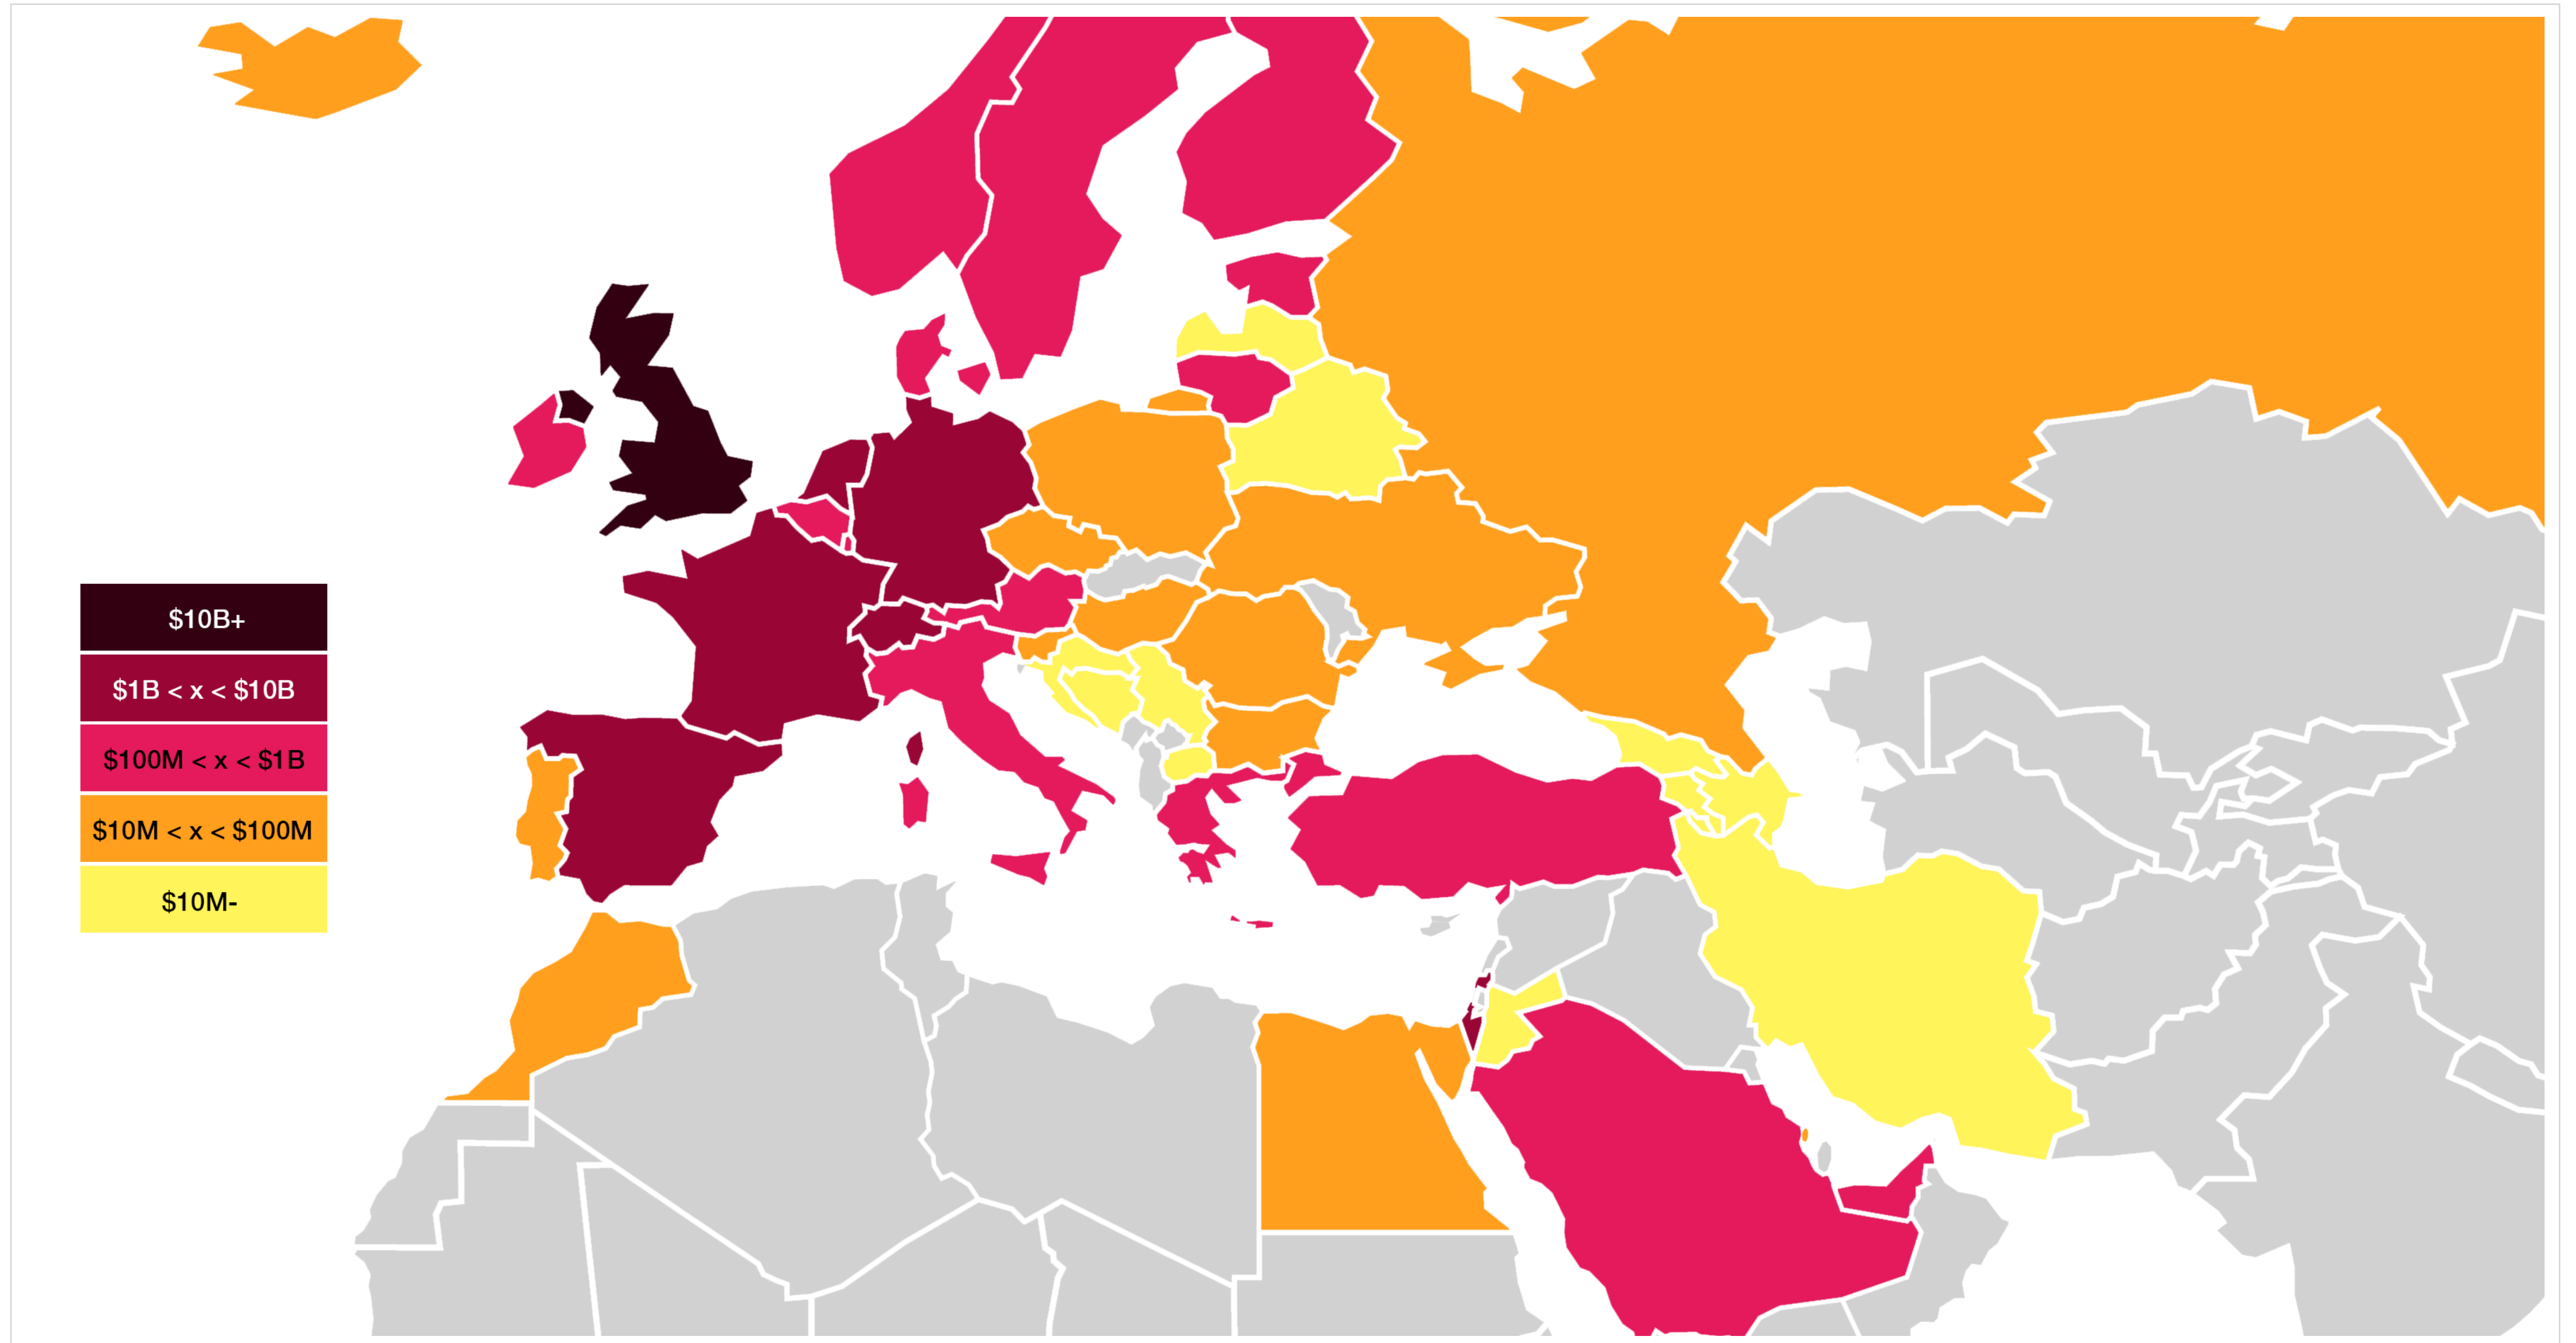 $10B+
$1B < x < $10B
$100M < x < $1B
$10M < x < $100M
$10M-